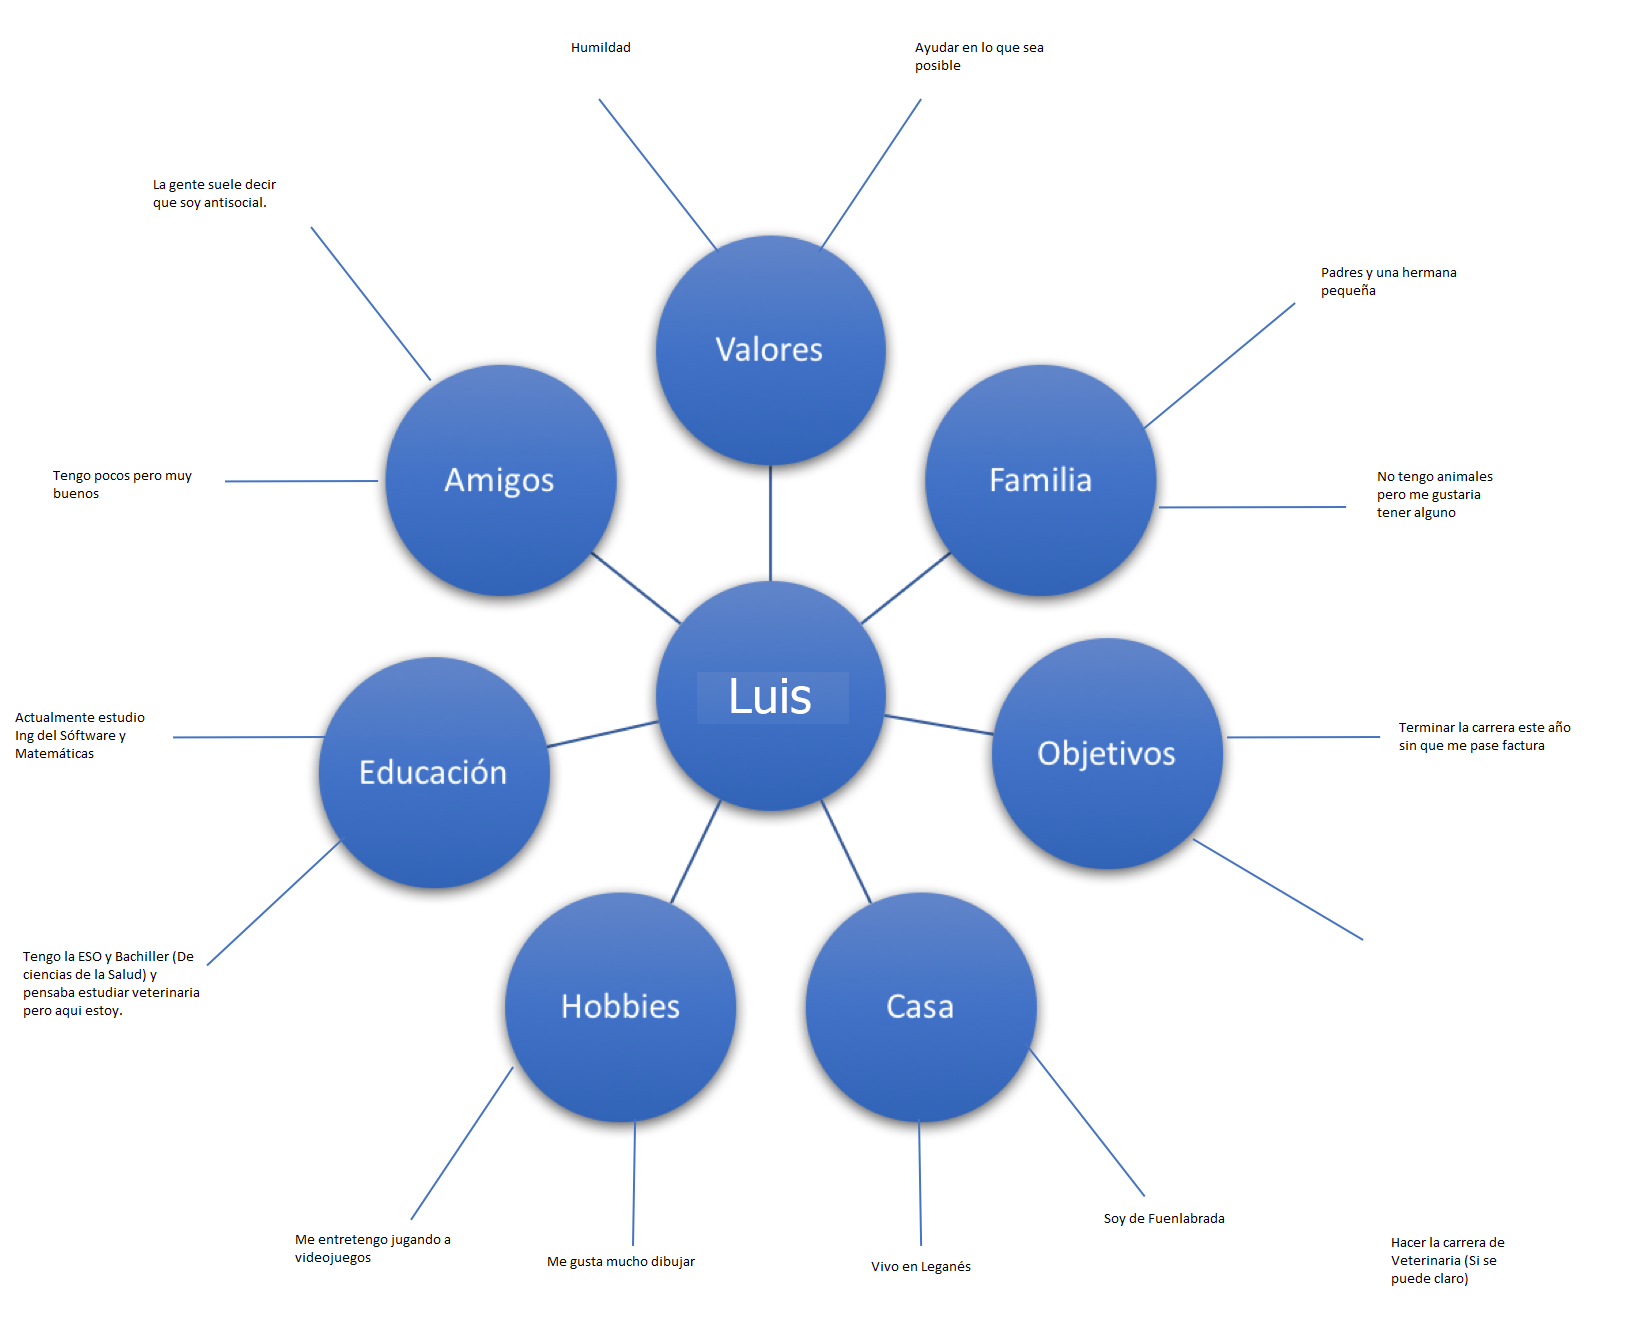 Humildad
Ayudar en lo que sea
posible
La gente suele decir
que soy antisocial.
Padres y una hermana
pequeña
Valores
Amigos
Familia
Tengo pocos pero muy
buenos
No tengo animales
pero me gustaria
tener alguno
Luis
Actualmente estudio
Ing del Sóftware y
Matemáticas
Educación
Objetivos
Terminar la carrera este año
sin que me pase factura
Tengo la ESO y Bachiller (De
ciencias de la Salud) y
pensaba estudiar veterinaria
pero aqui estoy.
Hobbies
Casa
Me entretengo jugando a
videojuegos
Me gusta mucho dibujar
Vivo en Leganés
Soy de Fuenlabrada
Hacer la carrera de
Veterinaria (Si se
puede claro)